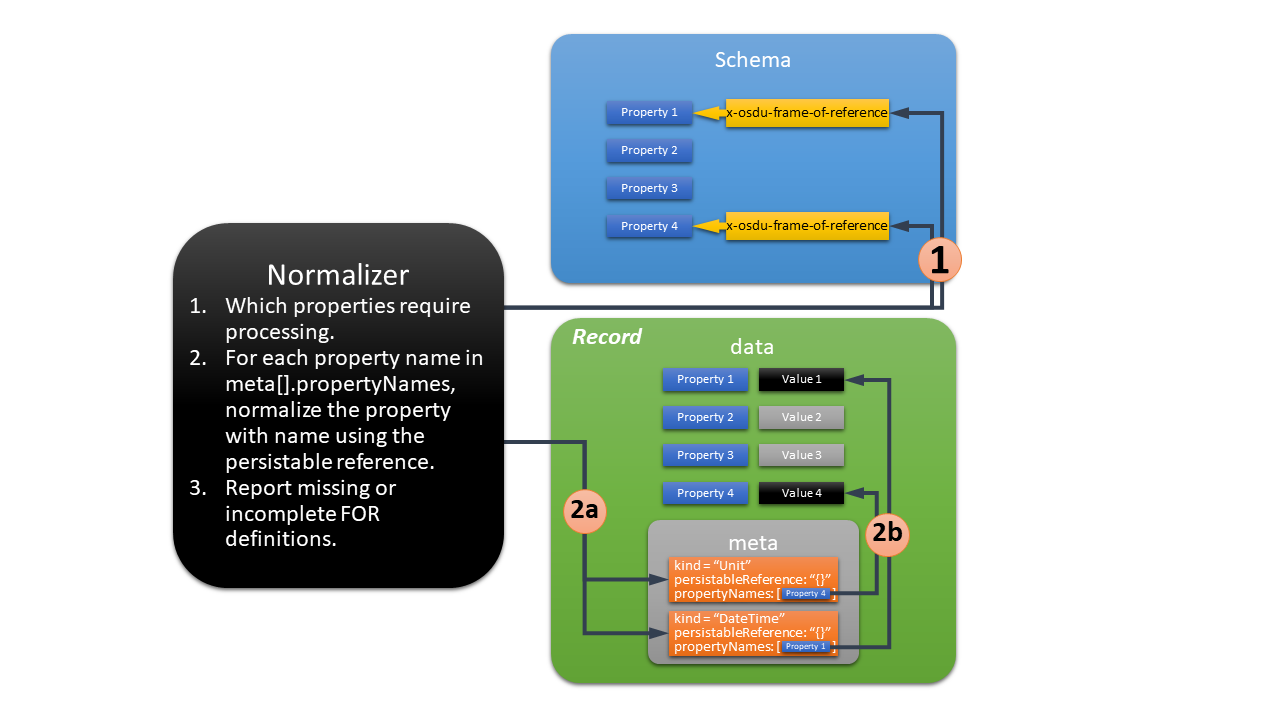 Schema
Property 1
x-osdu-frame-of-reference
Property 2
Property 3
Property 4
x-osdu-frame-of-reference
1
Normalizer
1. Which properties require
processing.
2. For each property name in
meta[].propertyNames,
normalize the property
with name using the
persistable reference.
3. Report missing or
incomplete FOR
definitions.
Record
data
Property 1
Value 1
Property 2
Value 2
Property 3
Value 3
Property 4
Value 4
2a
2b
meta
kind = “Unit”
persistableReference: “{}”
propertyNames: [ Property 4 ]
kind = “DateTime”
persistableReference: “{}”
propertyNames: [ Property 1 ]